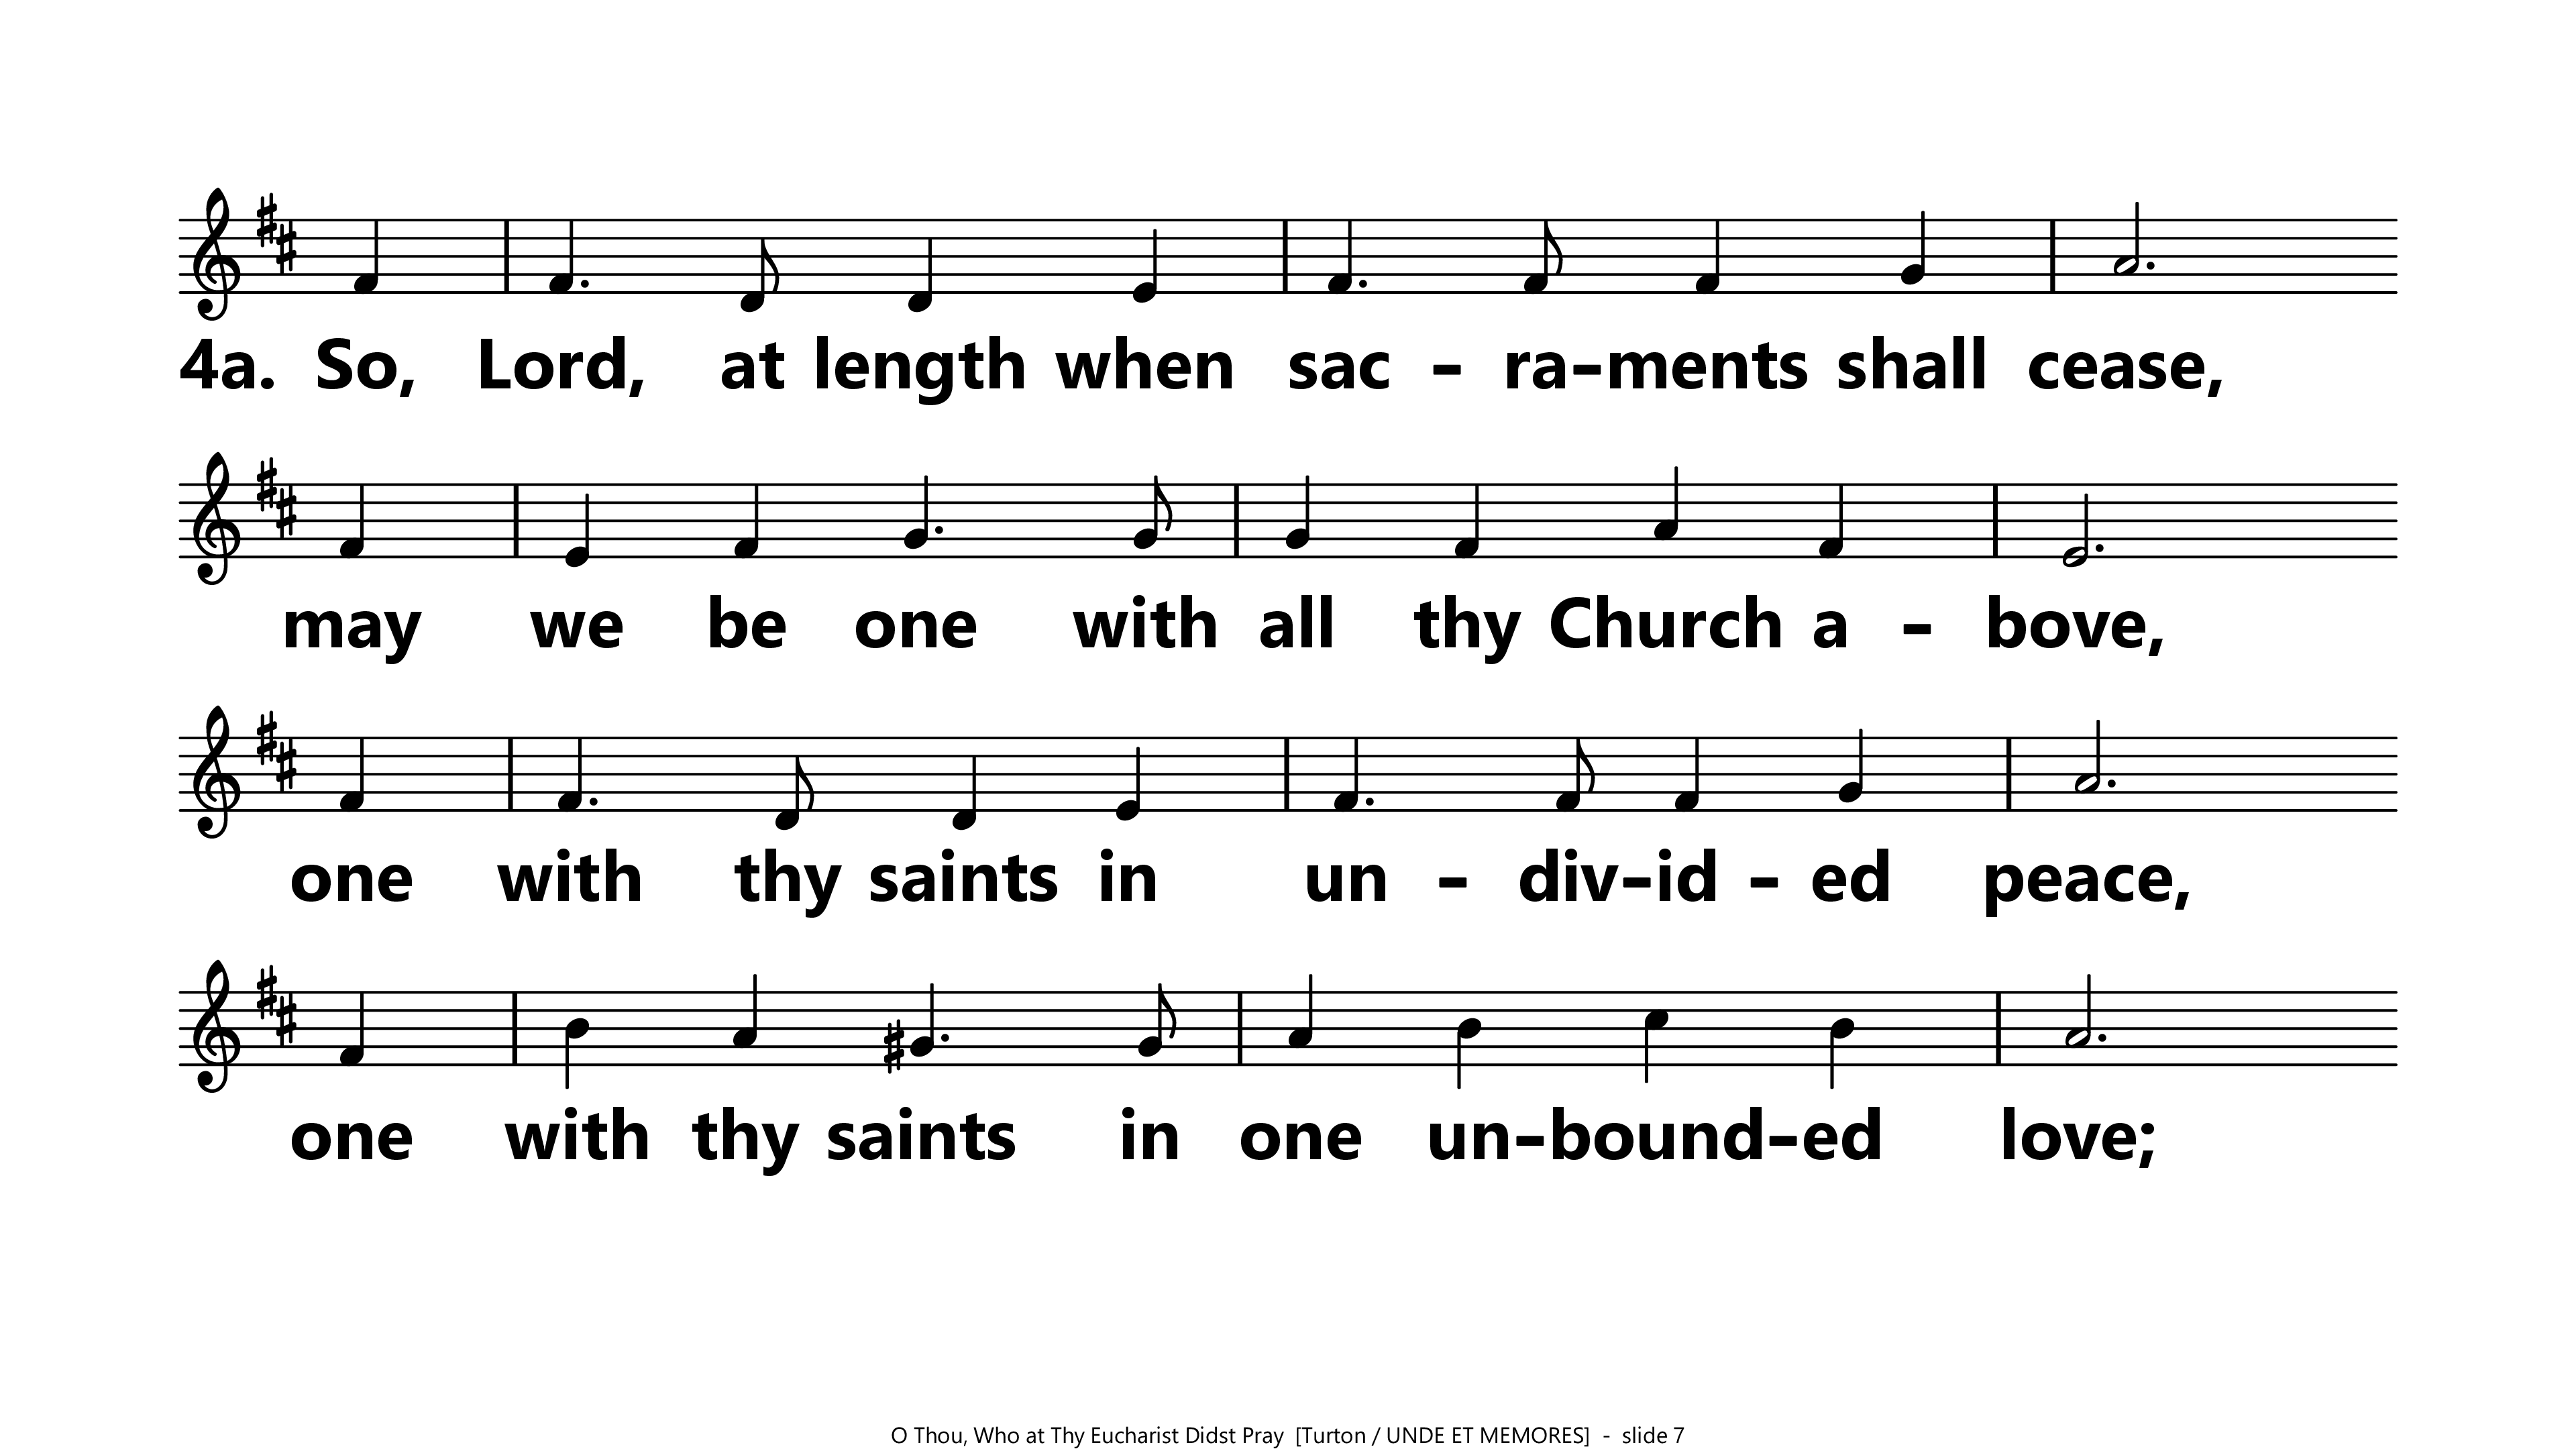 4a. So, Lord, at length when sac - ra-ments shall cease,
may we be one with all thy Church a - bove,
one with thy saints in un - div-id - ed peace,
one with thy saints in one un-bound-ed love;
O Thou, Who at Thy Eucharist Didst Pray [Turton / UNDE ET MEMORES] - slide 7